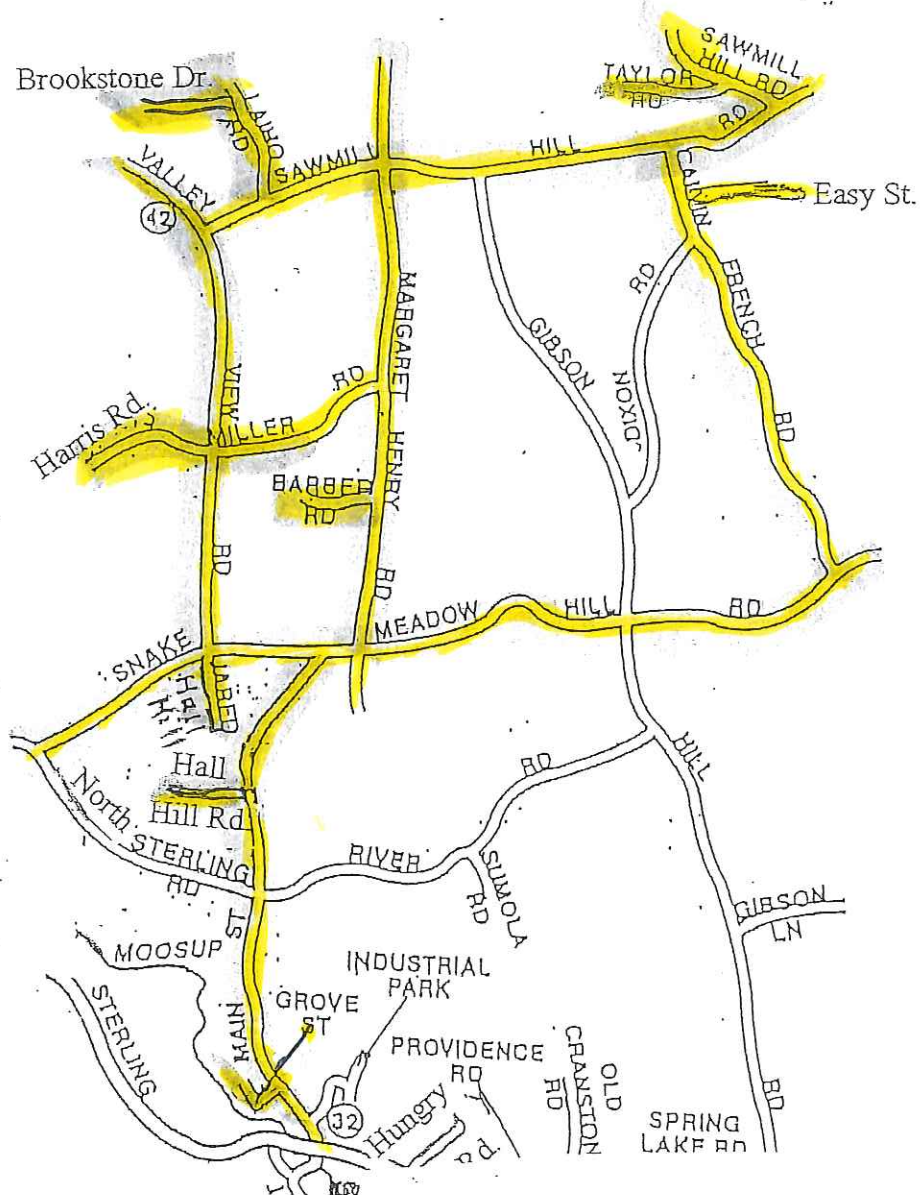 SAWMILL
HILL RD
TAYLOR
RD
Brookstone Dr.
LAIHO
RD
RD
HILL
SAWMILL
VALLEY
42
CALVIN
Easy St.
FRENCH
RD
MARGARET
HENRY
RD
GIBSON
RD
DIXON
VIEW
RD
MILLER
RD
Harris Rd.
BARBER
RD
MEADOW
HILL
RD
SNAKE
JARED
HALL
Hill
Hall
Hill Rd
North
STERLING
RD
RIVER
RD
SUMOLA
RD
HILL
GIBSON
LN
RD
ST
MAIN
MOOSUP
INDUSTRIAL
PARK
GROVE
ST
STERLING
32
PROVIDENCE
RD
Hungry
OLD
CRANSTON
RD
SPRING
LAKE RD